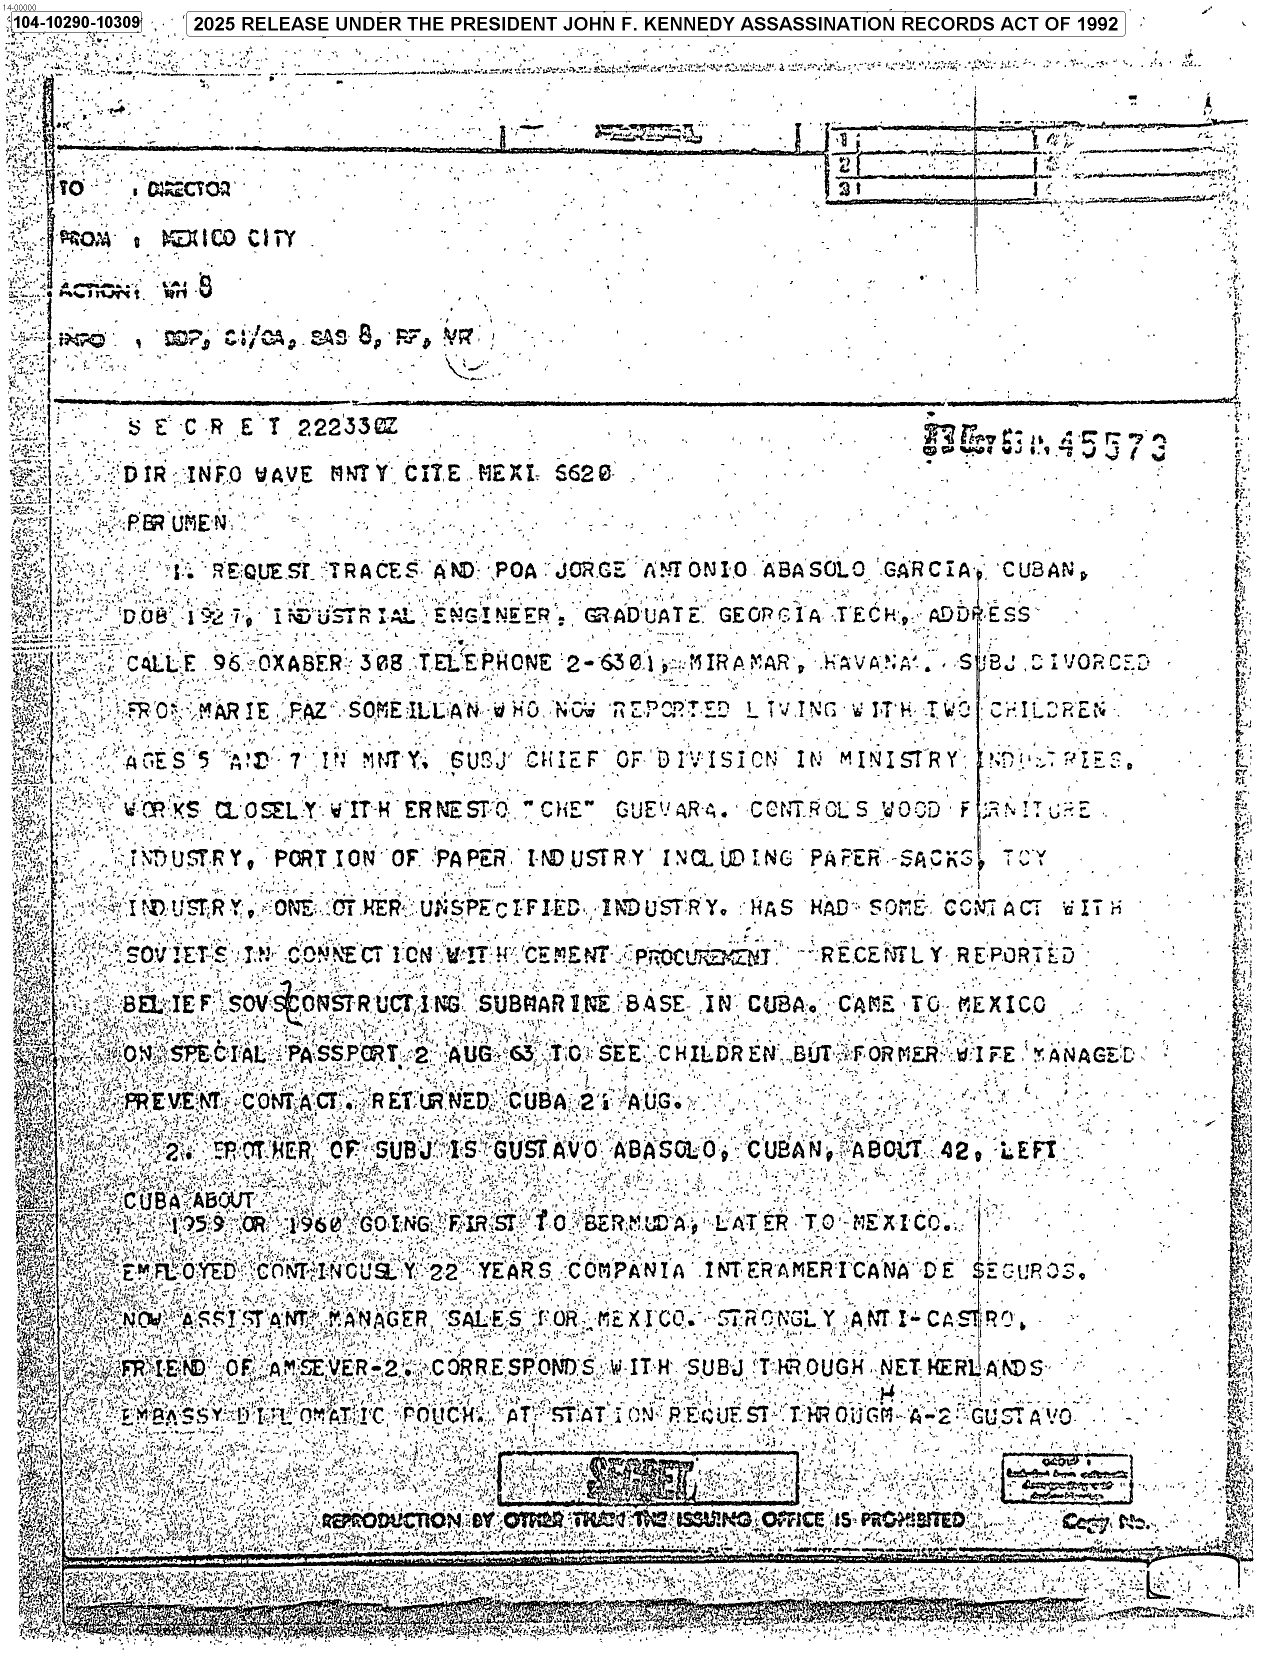 14-00000
104-10290-10309
2025 RELEASE UNDER THE PRESIDENT JOHN F. KENNEDY ASSASSINATION RECORDS ACT OF 1992
1
2
3
TO : DIRECTOR
FROM : MEXICO CITY
ACTION: WH 8
INFO : DDP, CI/OA, SAS 8, RF, VR
S E C R E T 222330Z
45573
DIR INFO WAVE MNTY CITE MEXI 5620
PBRUMEN
1. REQUEST TRACES AND POA JORGE ANTONIO ABASOLO GARCIA, CUBAN,
DOB 1927, INDUSTRIAL ENGINEER, GRADUATE GEORGIA TECH, ADDRESS
CALLE 96 OXABER 308 TELEPHONE 2-6301, MIRAMAR, HAVANA. SUBJ DIVORCED
FROM MARIE PAZ SOMEILLAN WHO NOW REPORTED LIVING WITH TWO CHILDREN
AGES 5 AND 7 IN MNTY. SUBJ CHIEF OF DIVISION IN MINISTRY INDUSTRIES.
WORKS CLOSELY WITH ERNESTO "CHE" GUEVARA. CONTROLS WOOD FURNITURE
INDUSTRY, PORTION OF PAPER INDUSTRY INCLUDING PAPER SACKS, TOY
INDUSTRY, ONE OTHER UNSPECIFIED INDUSTRY. HAS HAD SOME CONTACT WITH
SOVIETS IN CONNECTION WITH CEMENT PROCUREMENT RECENTLY REPORTED
BELIEF SOVS CONSTRUCTING SUBMARINE BASE IN CUBA. CAME TO MEXICO
ON SPECIAL PASSPORT 2 AUG 63 TO SEE CHILDREN BUT FORMER WIFE MANAGED
PREVENT CONTACT. RETURNED CUBA 21 AUG.
2. BROTHER OF SUBJ IS GUSTAVO ABASOLO, CUBAN, ABOUT 42, LEFT
CUBA ABOUT
1959 OR 1960 GOING FIRST TO BERMUDA, LATER TO MEXICO.
EMPLOYED CONTINOUSLY 22 YEARS COMPANIA INTERAMERICANA DE SEGUROS.
NOW ASSISTANT MANAGER SALES FOR MEXICO. STRONGLY ANTI-CASTRO,
FRIEND OF AMSEVER-2. CORRESPONDS WITH SUBJ THROUGH NETHERLANDS
EMBASSY DIPLOMATIC POUCH. AT STATION REQUEST THROUGH A-2 GUSTAVO
SECRET
GROUP 1
REPRODUCTION BY OTHER THAN THE ISSUING OFFICE IS PROHIBITED
Copy No.